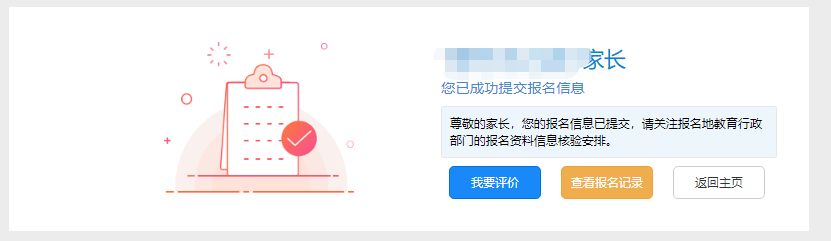 家长
您已成功提交报名信息
尊敬的家长，您的报名信息已提交，请关注报名地教育行政
部门的报名资料信息核验安排。
我要评价
查看报名记录
返回主页